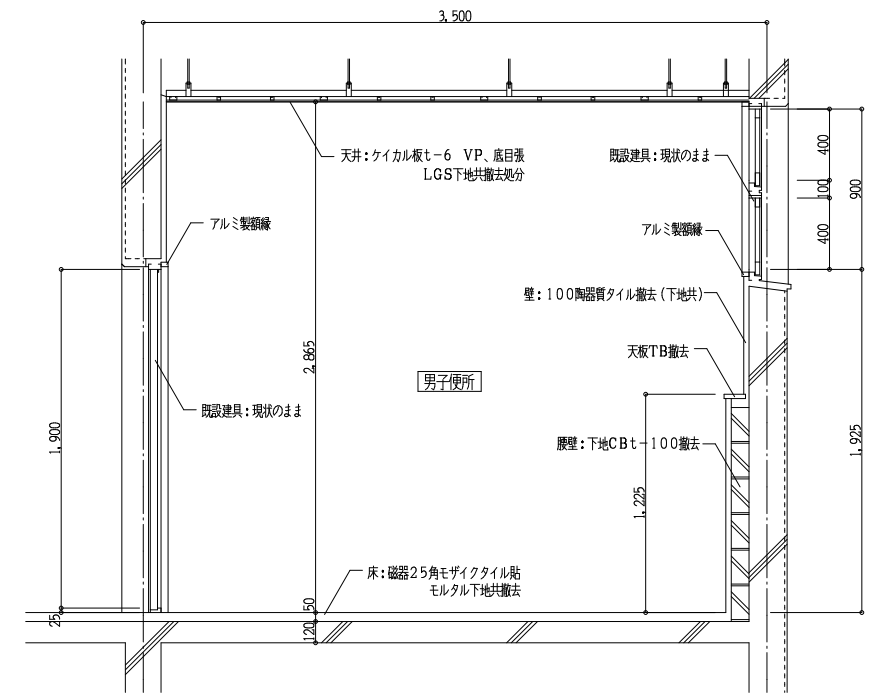 3,500
天井：ケイカル板t-6　VP、底目張
LGS下地共撤去処分
既設建具：現状のまま
400
100
900
アルミ製額縁
アルミ製額縁
400
壁：100陶器質タイル撤去（下地共）
2,865
天板TB撤去
男子便所
既設建具：現状のまま
1,900
腰壁：下地CBt-100撤去
1,925
1,225
床：磁器25角モザイクタイル貼
モルタル下地共撤去
50
25
120